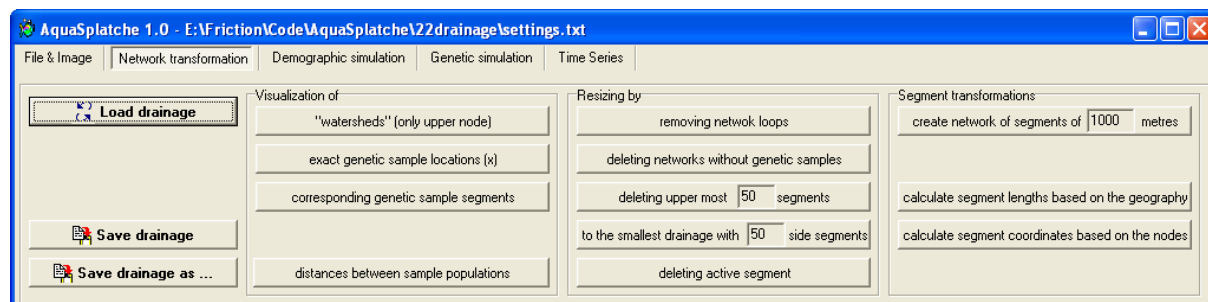 AquaSplatche 1.0 - E:\Friction\Code\AquaSplatche\22drainage\settings.txt
File & Image
Network transformation
Demographic simulation
Genetic simulation
Time Series
Load drainage
Save drainage
Save drainage as ...
Visualization of
"watersheds" (only upper node)
exact genetic sample locations (x)
corresponding genetic sample segments
distances between sample populations
Resizing by
removing netwok loops
deleting networks without genetic samples
deleting upper most 50 segments
to the smallest drainage with 50 side segments
deleting active segment
Segment transformations
create network of segments of 1000 metres
calculate segment lengths based on the geography
calculate segment coordinates based on the nodes